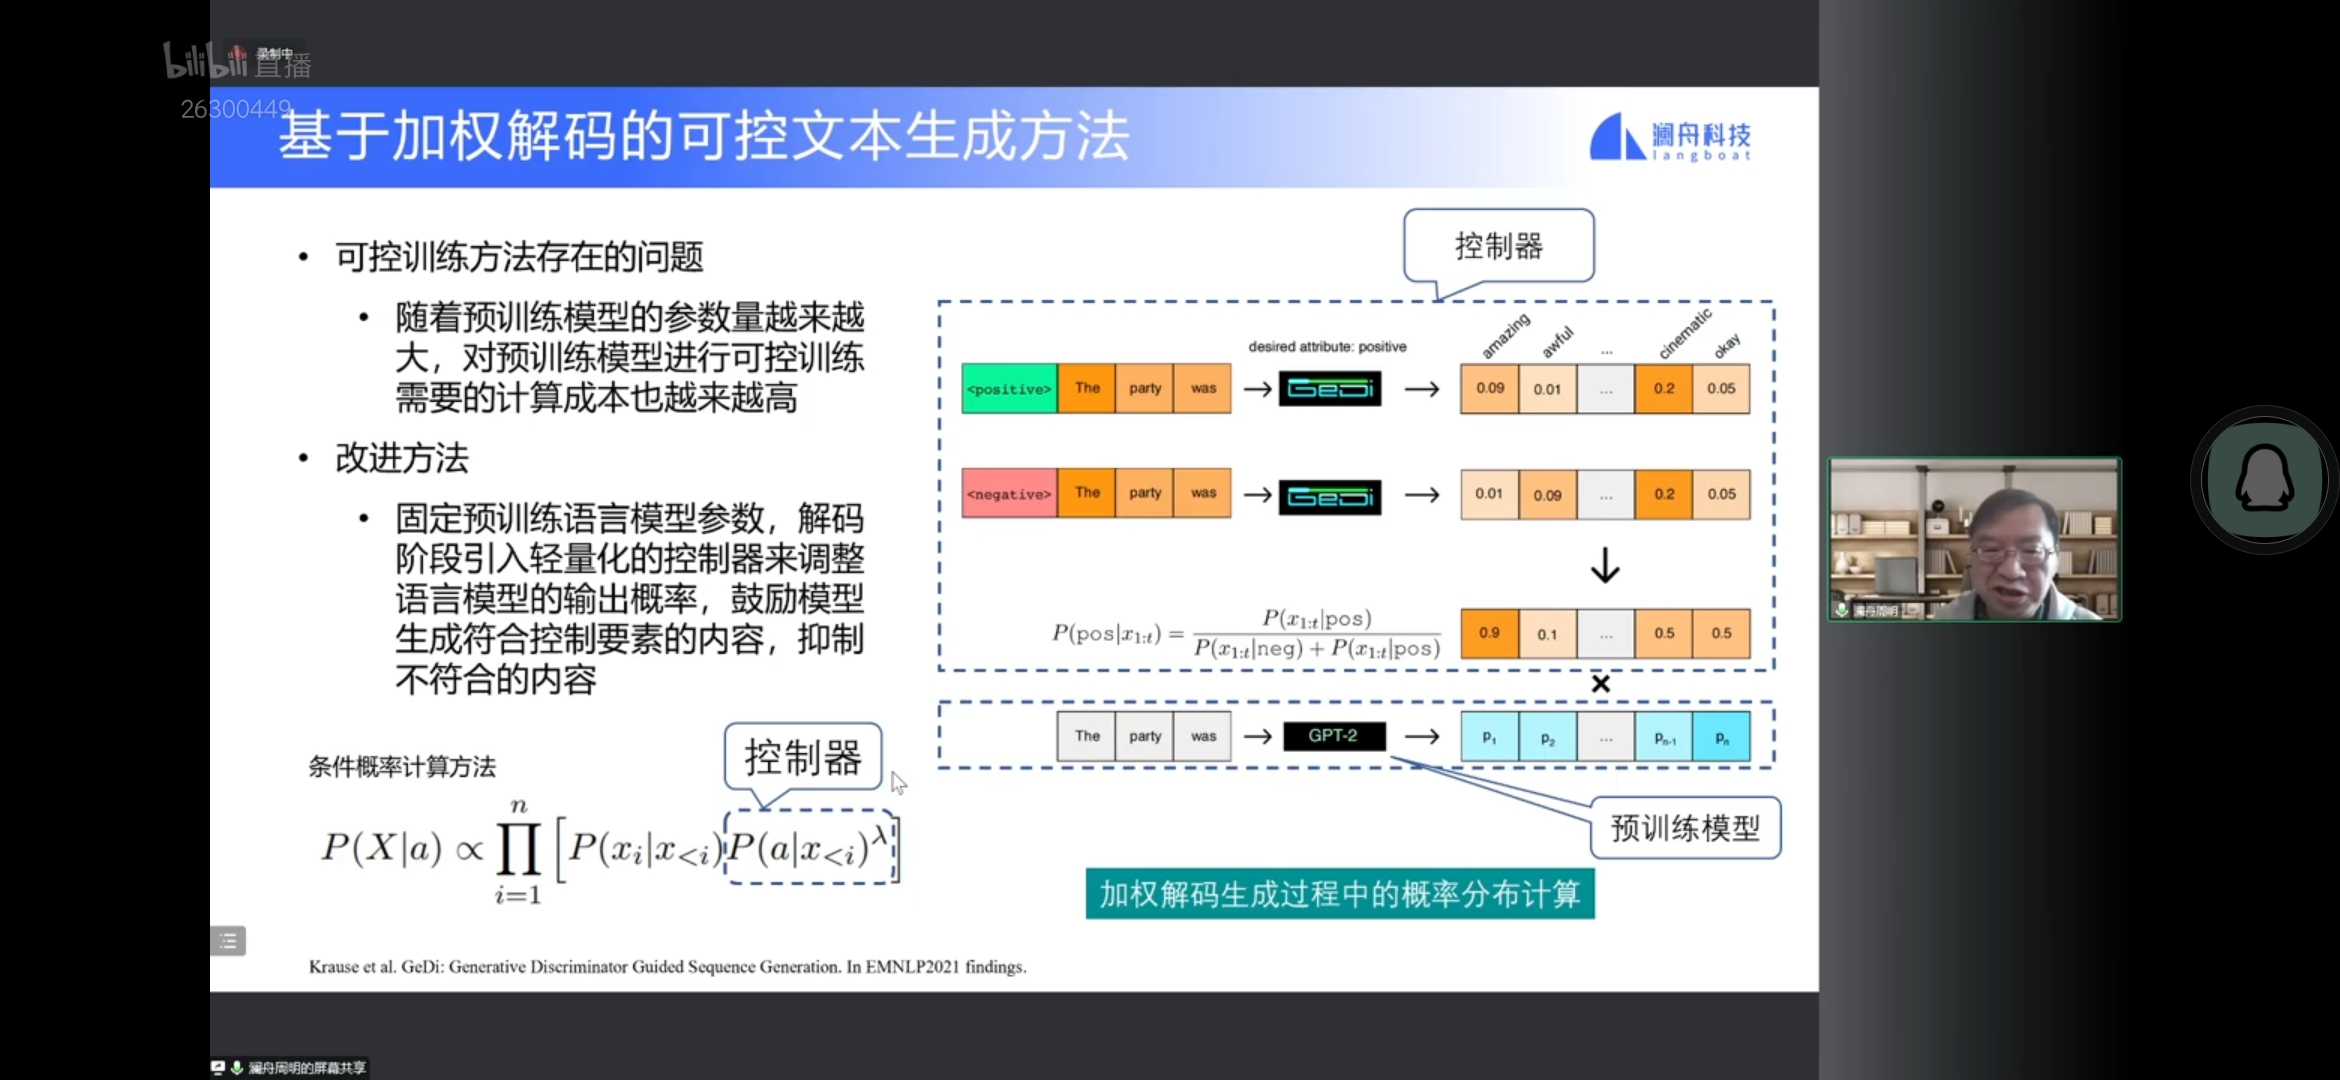 录制中
bilibili 直播
26300449
基于加权解码的可控文本生成方法
澜舟科技
langboat
• 可控训练方法存在的问题
• 随着预训练模型的参数量越来越
大，对预训练模型进行可控训练
需要的计算成本也越来越高
• 改进方法
• 固定预训练语言模型参数，解码
阶段引入轻量化的控制器来调整
语言模型的输出概率，鼓励模型
生成符合控制要素的内容，抑制
不符合的内容
条件概率计算方法
控制器
P(X|a) ∝ ∏_{i=1}^{n} [P(x_i|x_{<i})P(a|x_{<i})^λ]
控制器
desired attribute: positive
amazing awful ... cinematic okay
<positive> The party was → GeDi → 0.09 0.01 ... 0.2 0.05
<negative> The party was → GeDi → 0.01 0.09 ... 0.2 0.05
P(pos|x_{1:t}) = P(x_{1:t}|pos) / (P(x_{1:t}|neg) + P(x_{1:t}|pos)) 0.9 0.1 ... 0.5 0.5
×
The party was → GPT-2 → p₁ p₂ ... pₙ₋₁ pₙ
预训练模型
加权解码生成过程中的概率分布计算
Krause et al. GeDi: Generative Discriminator Guided Sequence Generation. In EMNLP2021 findings.
澜舟周明
澜舟周明的屏幕共享